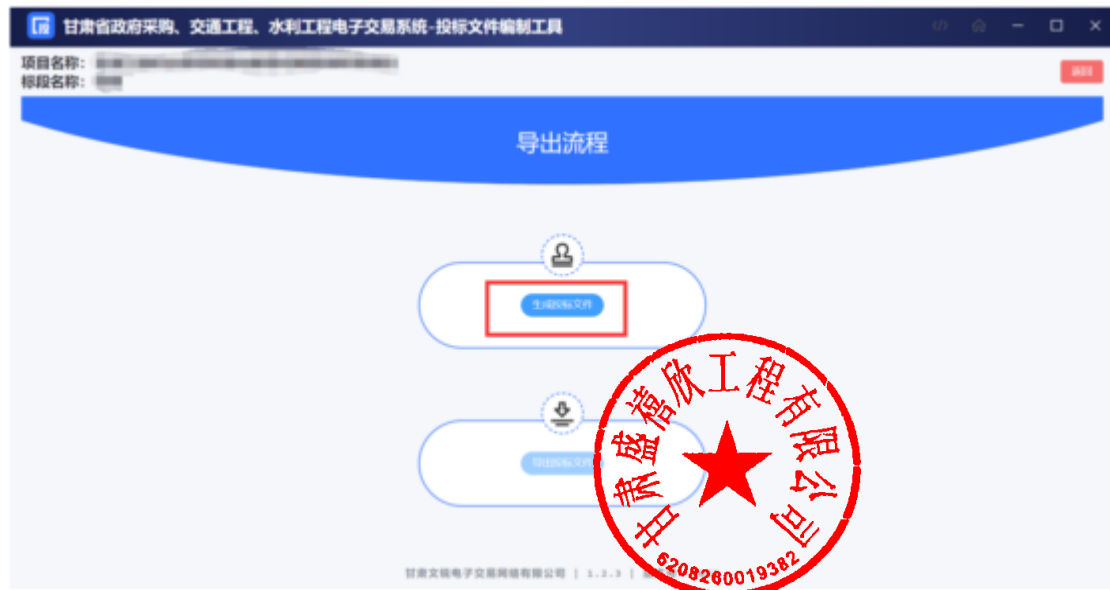 甘肃省政府采购、交通工程、水利工程电子交易系统-投标文件编制工具
项目名称：
标段名称：
返回
导出流程
生成投标文件
导出投标文件
甘肃盛禧欣工程有限公司
6208260019382
甘肃文锐电子交易网络有限公司 | 1.2.3 |